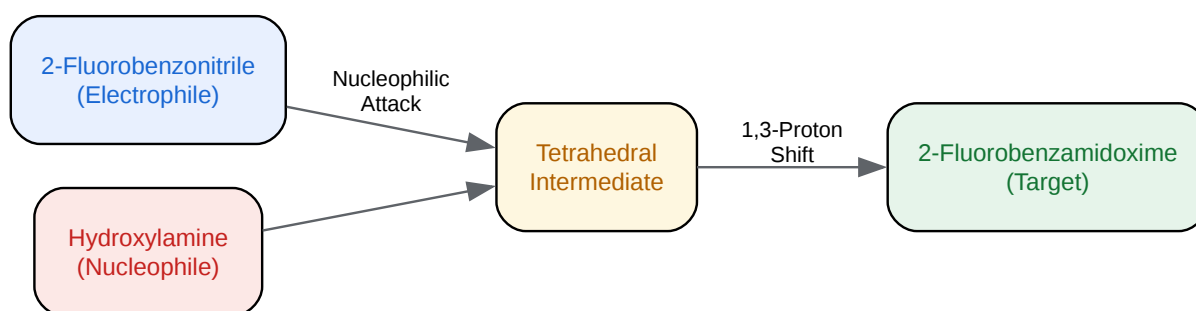 2-Fluorobenzonitrile
(Electrophile)
Nucleophilic
Attack
Hydroxylamine
(Nucleophile)
Tetrahedral
Intermediate
1,3-Proton
Shift
2-Fluorobenzamidoxime
(Target)